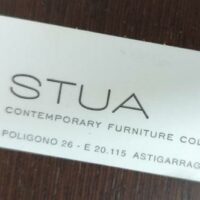 STUA
CONTEMPORARY FURNITURE COL
POLIGONO 26 - E 20.115 ASTIGARRAG